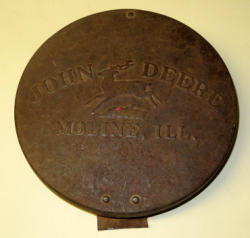 JOHN DEERE
MOLINE, ILL.